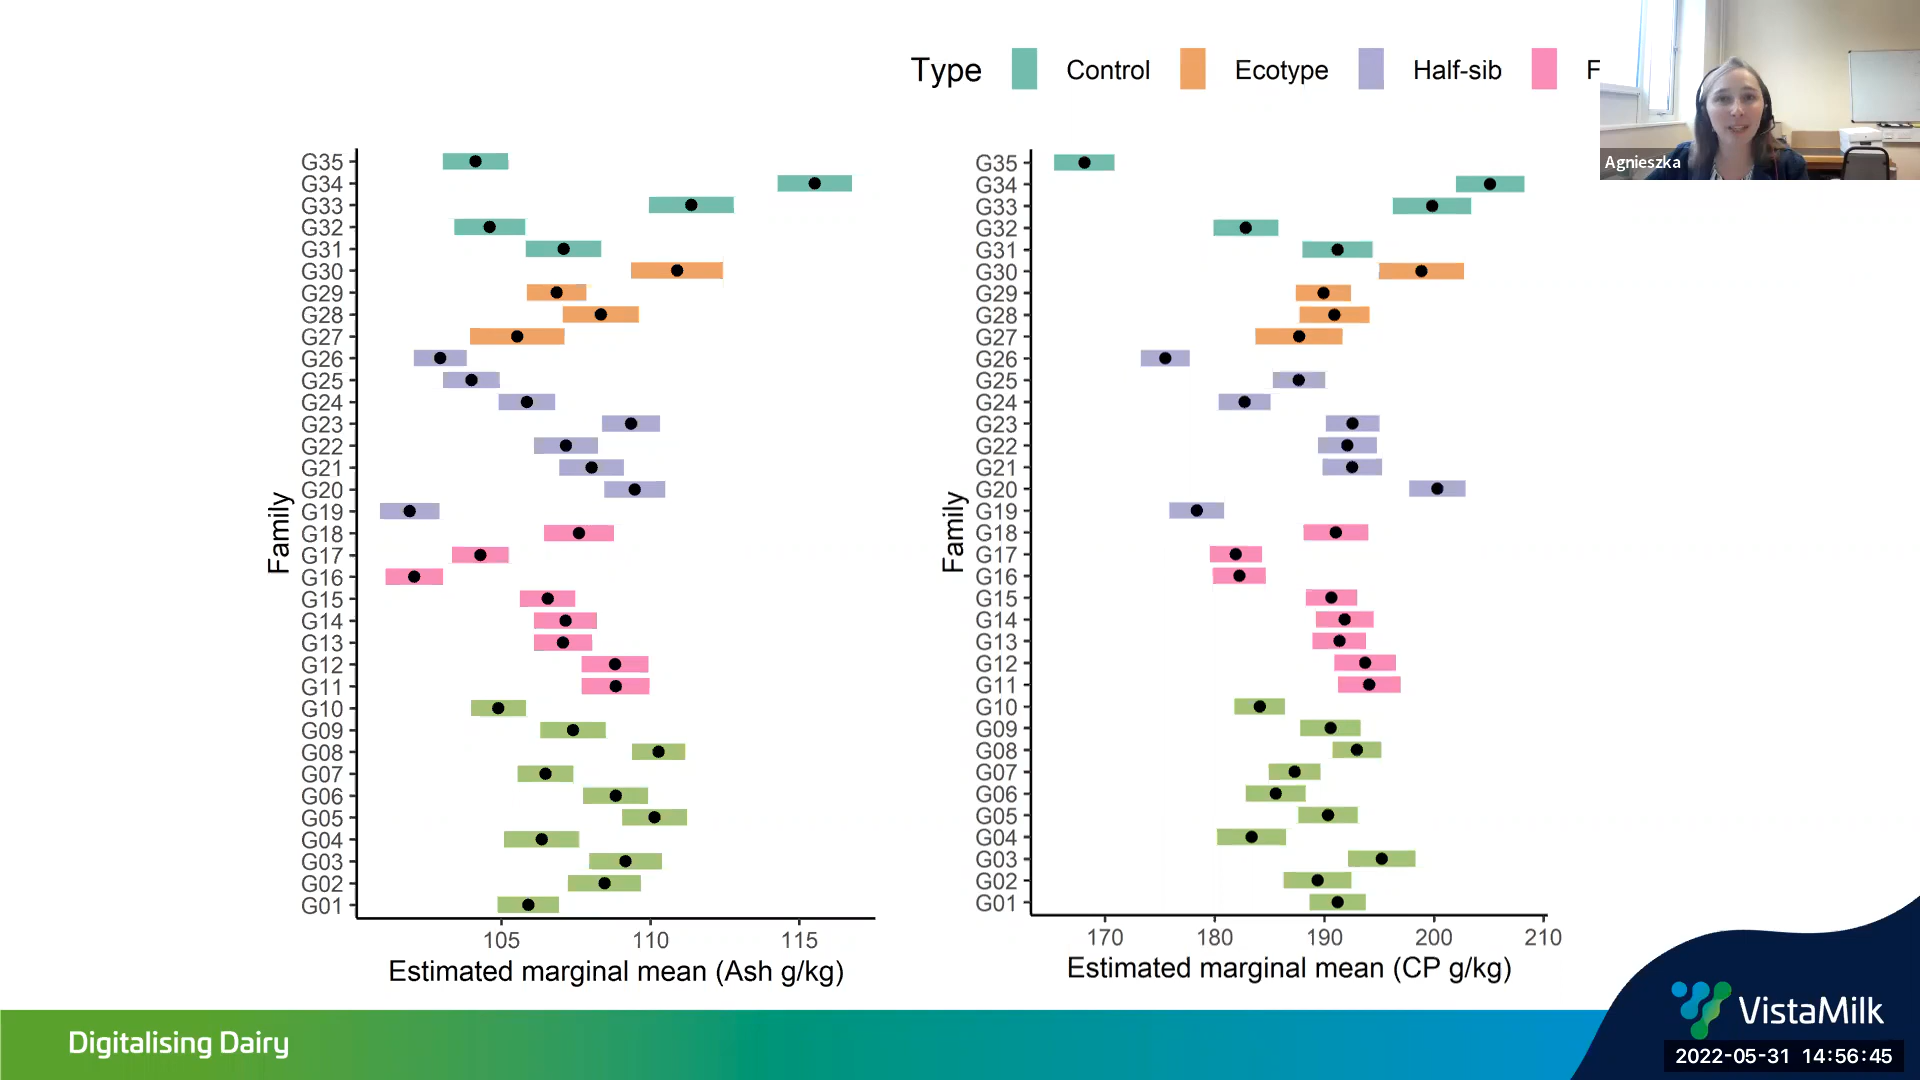 Type Control Ecotype Half-sib F
Agnieszka
Family
G35
G34
G33
G32
G31
G30
G29
G28
G27
G26
G25
G24
G23
G22
G21
G20
G19
G18
G17
G16
G15
G14
G13
G12
G11
G10
G09
G08
G07
G06
G05
G04
G03
G02
G01
105 110 115
Estimated marginal mean (Ash g/kg)
Family
G35
G34
G33
G32
G31
G30
G29
G28
G27
G26
G25
G24
G23
G22
G21
G20
G19
G18
G17
G16
G15
G14
G13
G12
G11
G10
G09
G08
G07
G06
G05
G04
G03
G02
G01
170 180 190 200 210
Estimated marginal mean (CP g/kg)
Digitalising Dairy
VistaMilk
2022-05-31 14:56:45